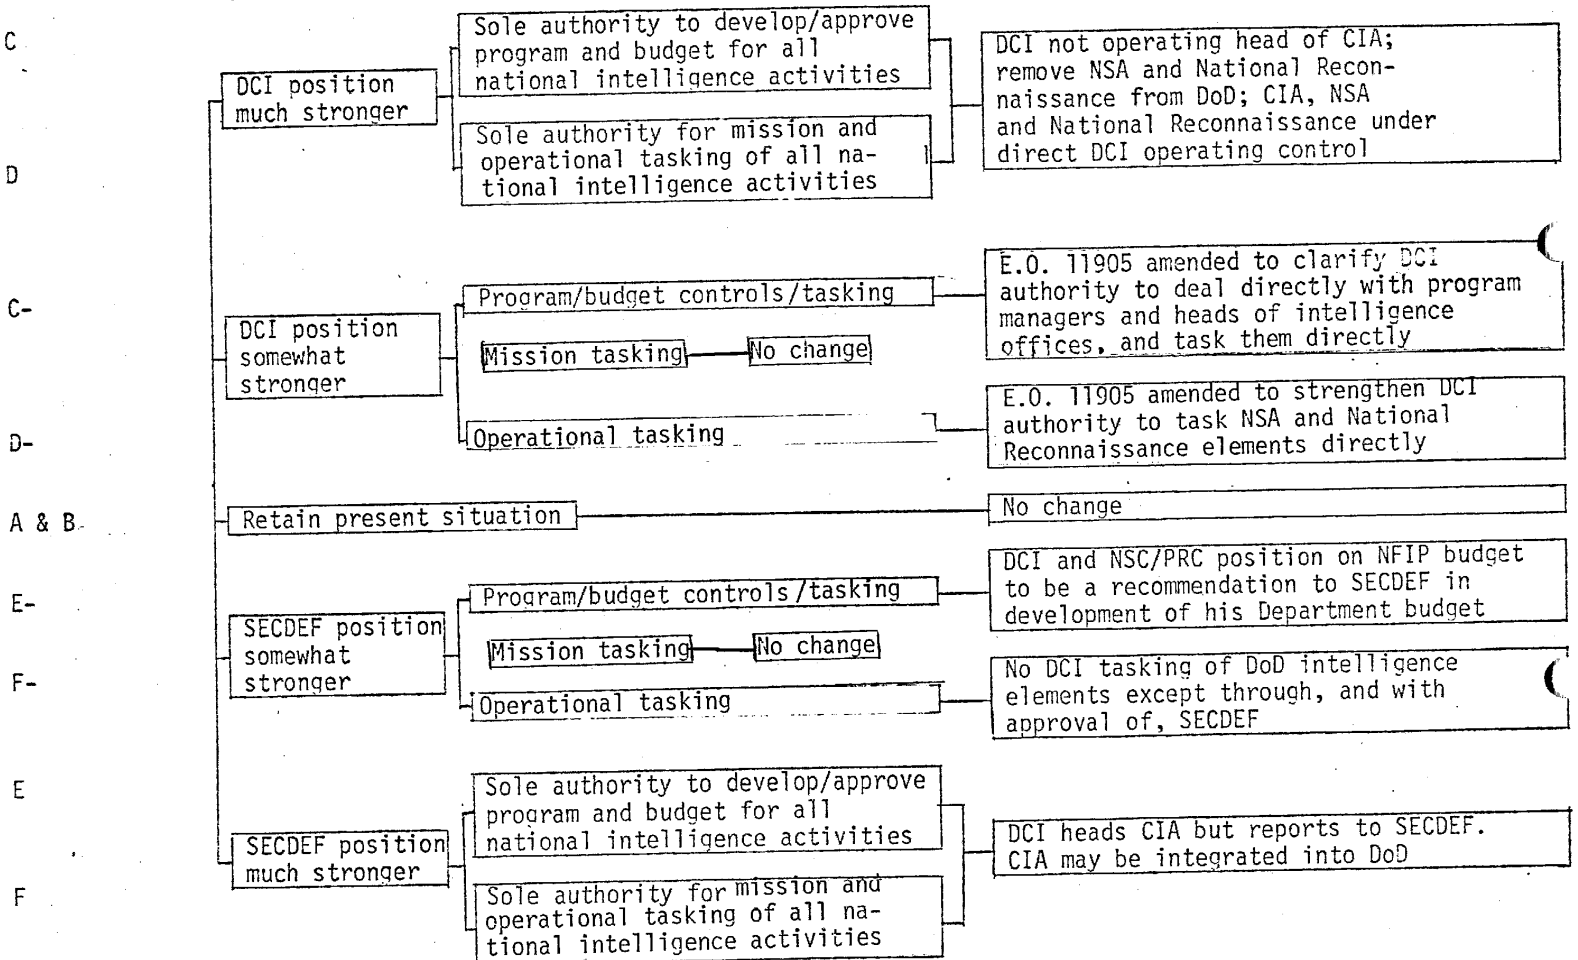 C
DCI position
much stronger
Sole authority to develop/approve
program and budget for all
national intelligence activities
D
Sole authority for mission and
operational tasking of all na-
tional intelligence activities
DCI not operating head of CIA;
remove NSA and National Recon-
naissance from DoD; CIA, NSA
and National Reconnaissance under
direct DCI operating control
C-
DCI position
somewhat
stronger
Program/budget controls/tasking
E.O. 11905 amended to clarify DCI
authority to deal directly with program
managers and heads of intelligence
offices, and task them directly
Mission tasking
No change
D-
Operational tasking
E.O. 11905 amended to strengthen DCI
authority to task NSA and National
Reconnaissance elements directly
A & B
Retain present situation
No change
E-
SECDEF position
somewhat
stronger
Program/budget controls/tasking
DCI and NSC/PRC position on NFIP budget
to be a recommendation to SECDEF in
development of his Department budget
Mission tasking
No change
F-
Operational tasking
No DCI tasking of DoD intelligence
elements except through, and with
approval of, SECDEF
E
SECDEF position
much stronger
Sole authority to develop/approve
program and budget for all
national intelligence activities
F
Sole authority for mission and
operational tasking of all na-
tional intelligence activities
DCI heads CIA but reports to SECDEF.
CIA may be integrated into DoD